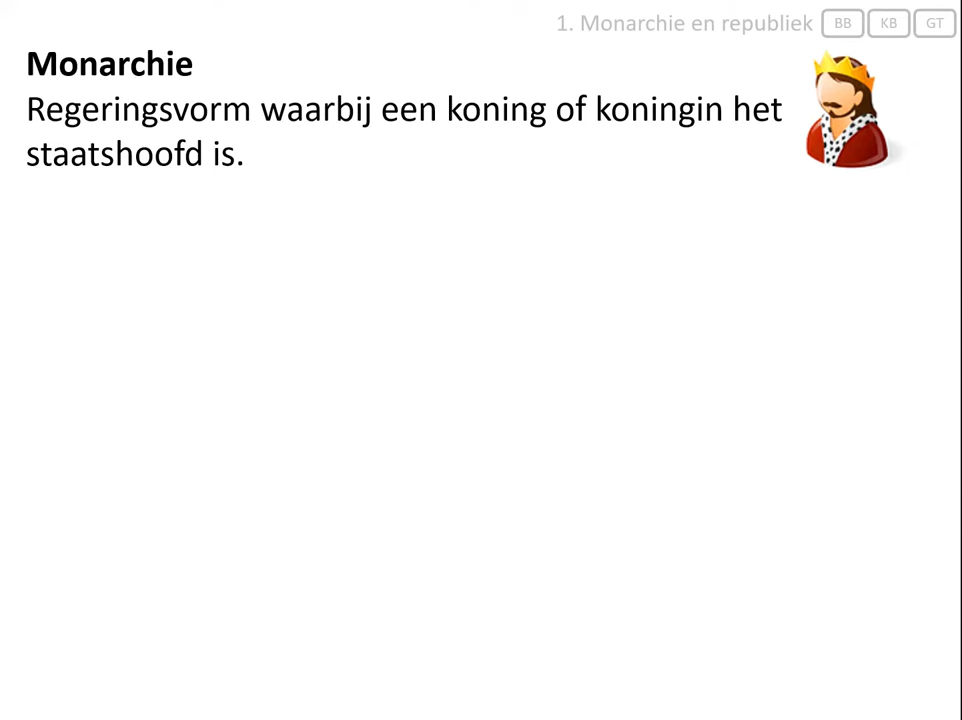 1. Monarchie en republiek BB KB GT
Monarchie
Regeringsvorm waarbij een koning of koningin het
staatshoofd is.